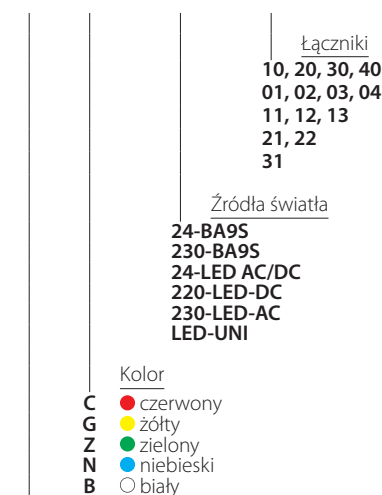 Łączniki
10, 20, 30, 40
01, 02, 03, 04
11, 12, 13
21, 22
31
Źródła światła
24-BA9S
230-BA9S
24-LED AC/DC
220-LED-DC
230-LED-AC
LED-UNI
Kolor
C czerwony
G żółty
Z zielony
N niebieski
B biały